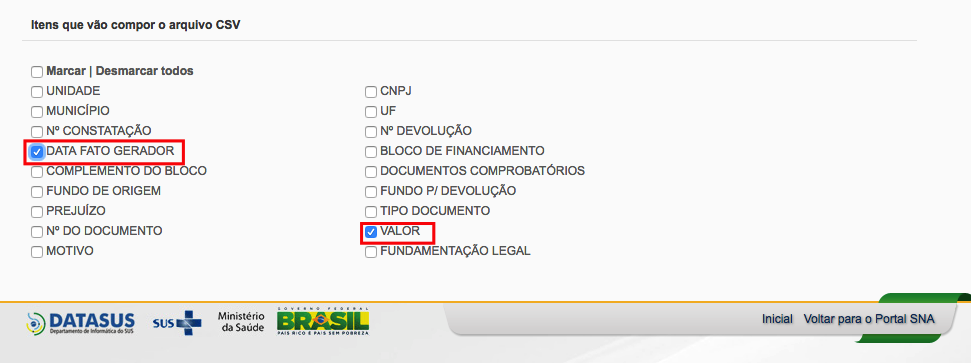 Itens que vão compor o arquivo CSV
Marcar | Desmarcar todos
UNIDADE
CNPJ
MUNICÍPIO
UF
Nº CONSTATAÇÃO
Nº DEVOLUÇÃO
DATA FATO GERADOR
BLOCO DE FINANCIAMENTO
COMPLEMENTO DO BLOCO
DOCUMENTOS COMPROBATÓRIOS
FUNDO DE ORIGEM
FUNDO P/ DEVOLUÇÃO
PREJUÍZO
TIPO DOCUMENTO
Nº DO DOCUMENTO
VALOR
MOTIVO
FUNDAMENTAÇÃO LEGAL
DATASUS
Departamento de Informática do SUS
SUS
Ministério
da Saúde
GOVERNO FEDERAL
BRASIL
PAÍS RICO É PAÍS SEM POBREZA
Inicial
Voltar para o Portal SNA